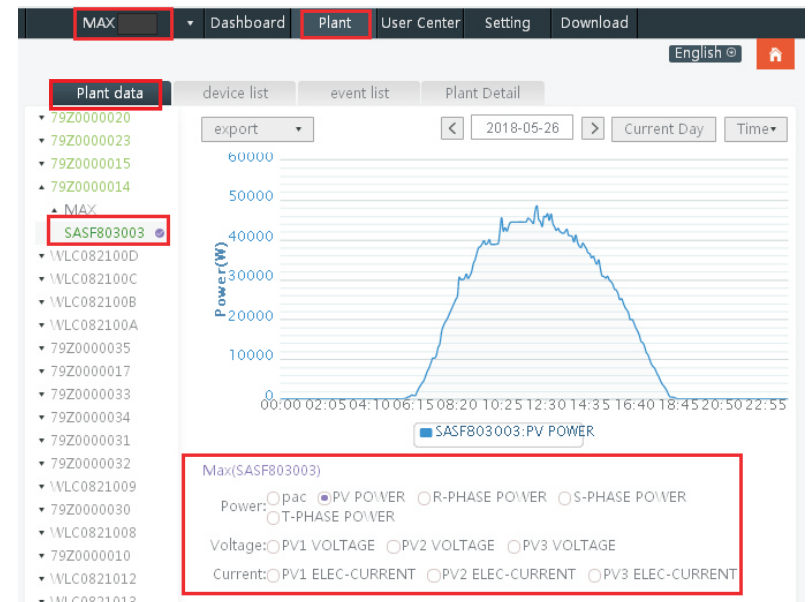 MAX Dashboard Plant User Center Setting Download
English
Plant data device list event list Plant Detail
79Z0000020
79Z0000023
79Z0000015
79Z0000014
MAX
SASF803003
WLC082100D
WLC082100C
WLC082100B
WLC082100A
79Z0000035
79Z0000017
79Z0000033
79Z0000034
79Z0000031
79Z0000032
WLC0821009
79Z0000030
WLC0821008
79Z0000010
WLC0821012
WLC0821013
export < 2018-05-26 > Current Day Time
60000
50000
40000
30000
20000
10000
0
Power(W)
00:00 02:05 04:10 06:15 08:20 10:25 12:30 14:35 16:40 18:45 20:50 22:55
SASF803003:PV POWER
Max(SASF803003)
Power: pac PV POWER R-PHASE POWER S-PHASE POWER
T-PHASE POWER
Voltage: PV1 VOLTAGE PV2 VOLTAGE PV3 VOLTAGE
Current: PV1 ELEC-CURRENT PV2 ELEC-CURRENT PV3 ELEC-CURRENT